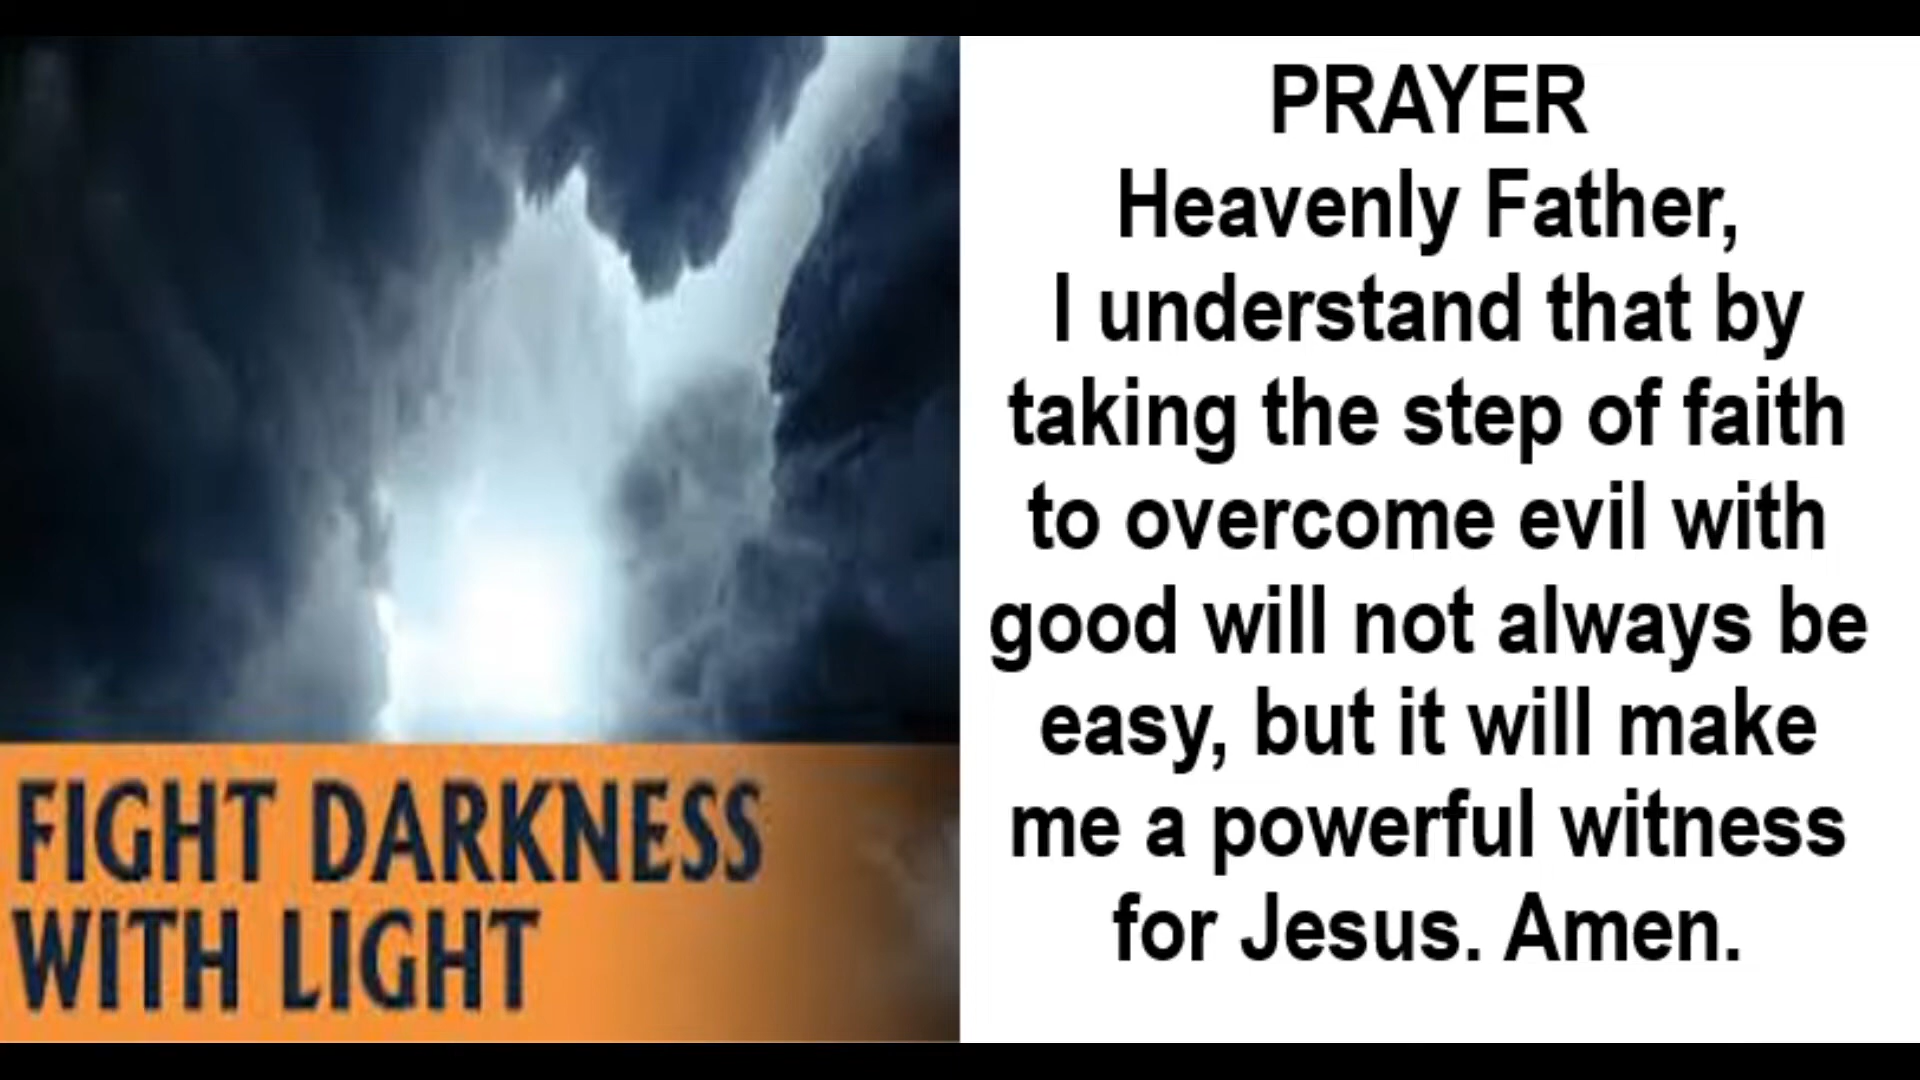 FIGHT DARKNESS
WITH LIGHT
PRAYER
Heavenly Father,
I understand that by
taking the step of faith
to overcome evil with
good will not always be
easy, but it will make
me a powerful witness
for Jesus. Amen.